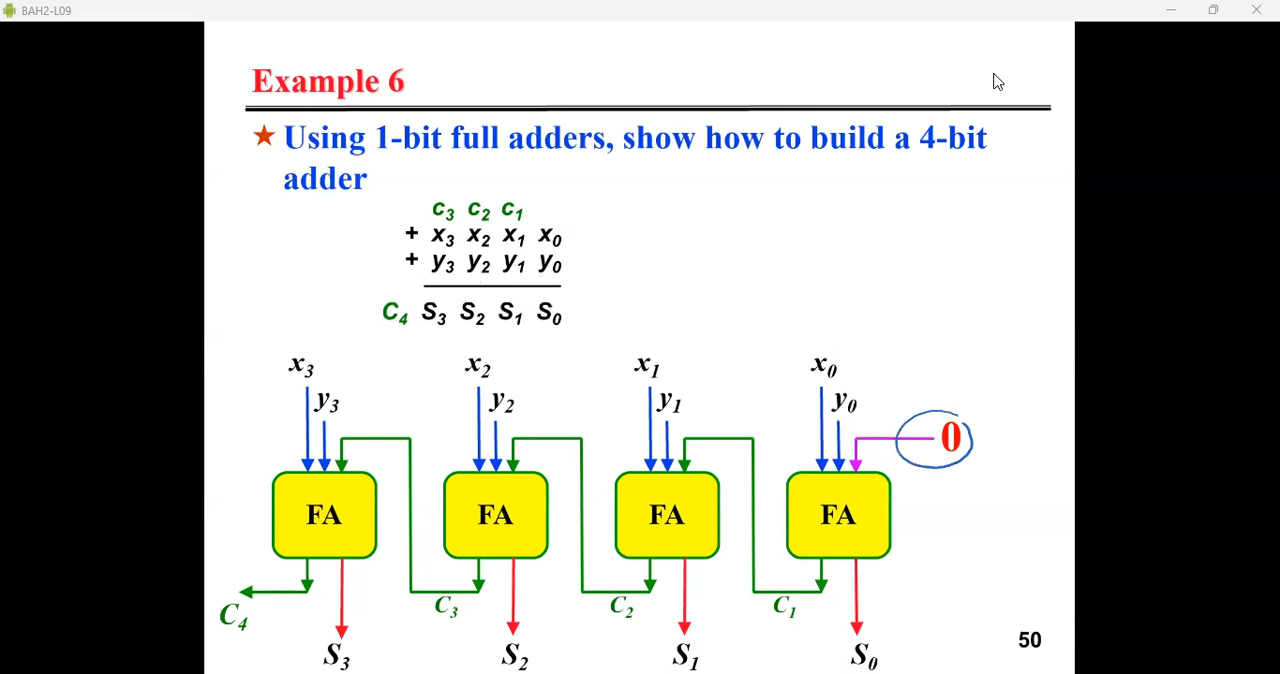 BAH2-L09
Example 6
★ Using 1-bit full adders, show how to build a 4-bit
adder
c₃ c₂ c₁
+ x₃ x₂ x₁ x₀
+ y₃ y₂ y₁ y₀
C₄ S₃ S₂ S₁ S₀
x₃ x₂ x₁ x₀
y₃ y₂ y₁ y₀
0
FA FA FA FA
C₄ C₃ C₂ C₁
S₃ S₂ S₁ S₀
50